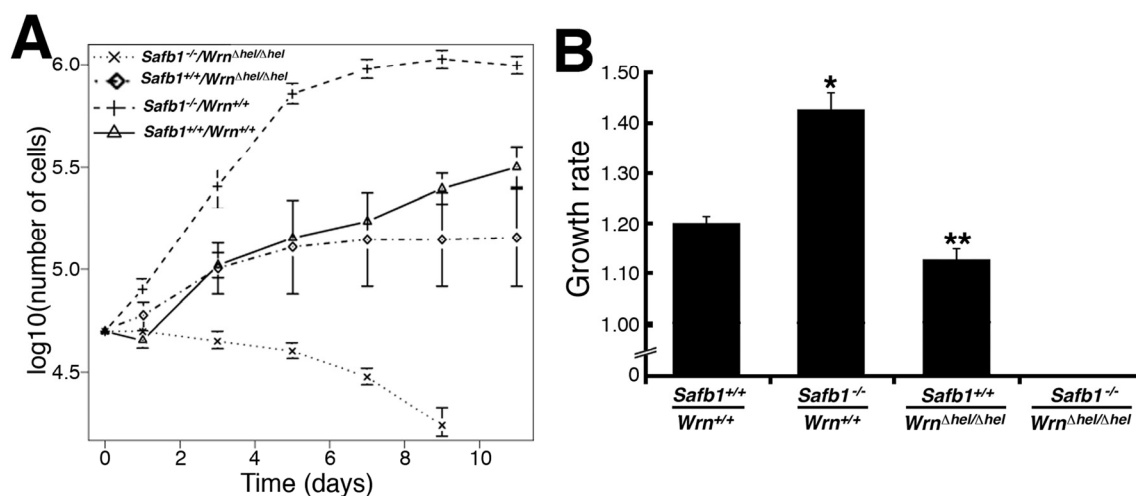 A
Safb1-/-/WrnΔhel/Δhel
Safb1+/+/WrnΔhel/Δhel
Safb1-/-/Wrn+/+
Safb1+/+/Wrn+/+
log10(number of cells)
6.0
5.5
5.0
4.5
0 2 4 6 8 10
Time (days)
B
Growth rate
1.50
1.40
1.30
1.20
1.10
1.00
0
*
**
Safb1+/+ Safb1-/- Safb1+/+ Safb1-/-
Wrn+/+ Wrn+/+ WrnΔhel/Δhel WrnΔhel/Δhel